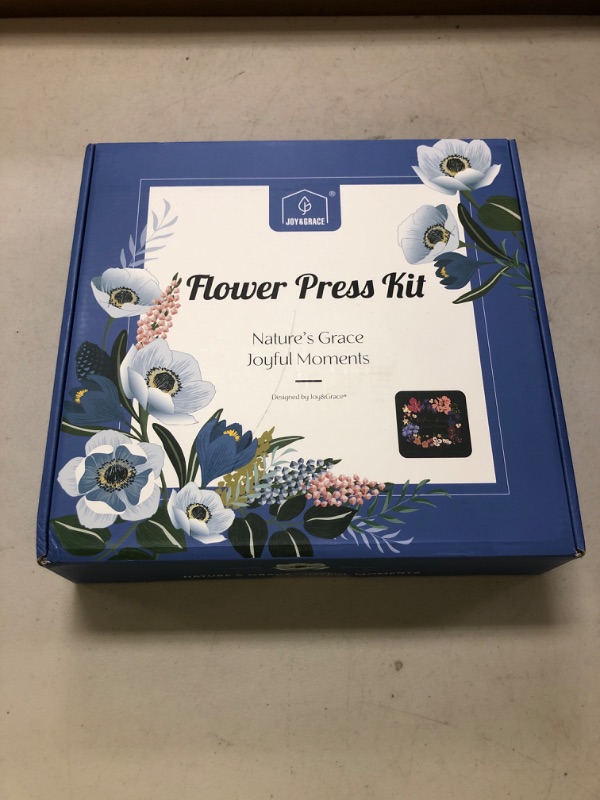 JOY&GRACE®
Flower Press Kit
Nature's Grace
Joyful Moments
Designed by Joy&Grace®